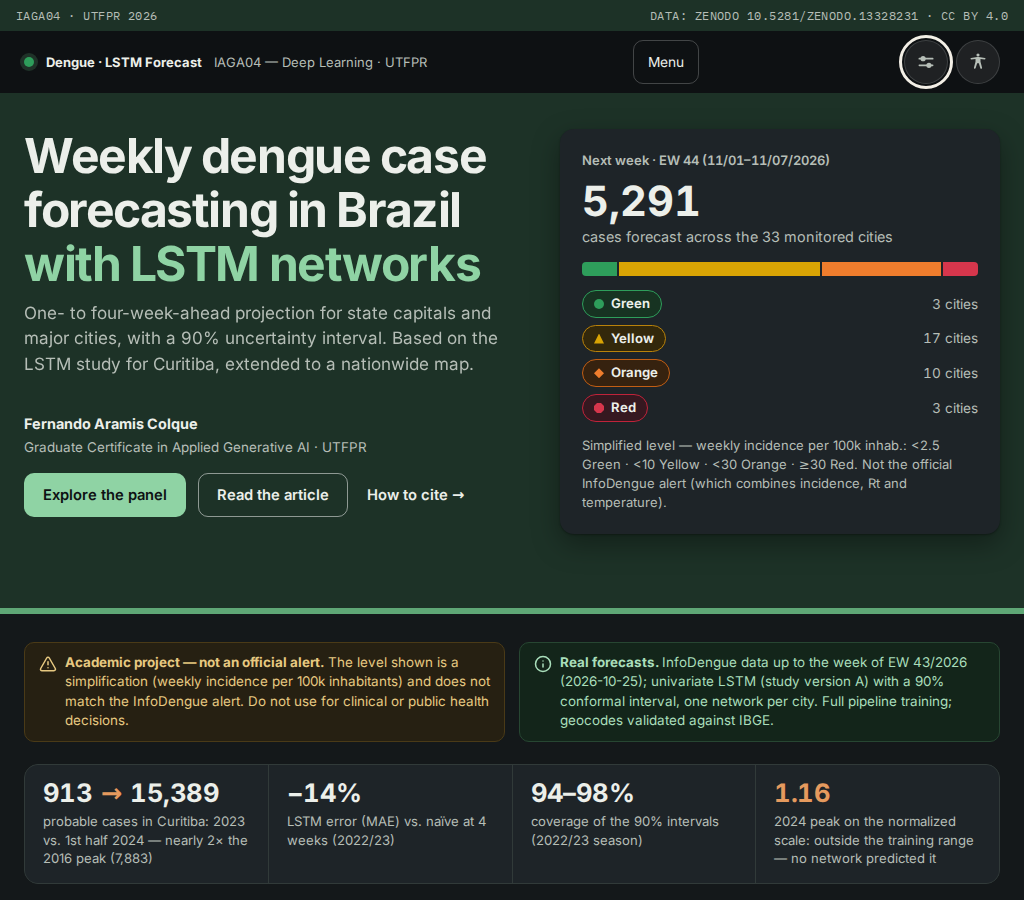 IAGA04 · UTFPR 2026
DATA: ZENODO 10.5281/ZENODO.13328231 · CC BY 4.0
Dengue · LSTM Forecast IAGA04 — Deep Learning · UTFPR
Menu
Weekly dengue case
forecasting in Brazil
with LSTM networks
One- to four-week-ahead projection for state capitals and
major cities, with a 90% uncertainty interval. Based on the
LSTM study for Curitiba, extended to a nationwide map.
Fernando Aramis Colque
Graduate Certificate in Applied Generative AI · UTFPR
Explore the panel
Read the article
How to cite →
Next week · EW 44 (11/01–11/07/2026)
5,291
cases forecast across the 33 monitored cities
Green 3 cities
Yellow 17 cities
Orange 10 cities
Red 3 cities
Simplified level — weekly incidence per 100k inhab.: <2.5
Green · <10 Yellow · <30 Orange · ≥30 Red. Not the official
InfoDengue alert (which combines incidence, Rt and
temperature).
Academic project — not an official alert. The level shown is a
simplification (weekly incidence per 100k inhabitants) and does not
match the InfoDengue alert. Do not use for clinical or public health
decisions.
Real forecasts. InfoDengue data up to the week of EW 43/2026
(2026-10-25); univariate LSTM (study version A) with a 90%
conformal interval, one network per city. Full pipeline training;
geocodes validated against IBGE.
913 → 15,389
probable cases in Curitiba: 2023
vs. 1st half 2024 — nearly 2× the
2016 peak (7,883)
−14%
LSTM error (MAE) vs. naïve at 4
weeks (2022/23)
94–98%
coverage of the 90% intervals
(2022/23 season)
1.16
2024 peak on the normalized
scale: outside the training range
— no network predicted it